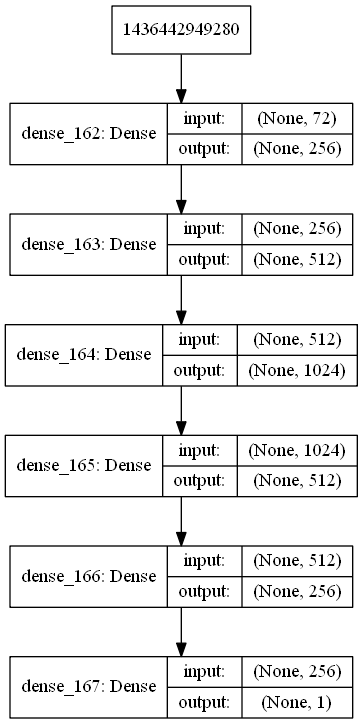 1436442949280
dense_162: Dense
input: (None, 72)
output: (None, 256)
dense_163: Dense
input: (None, 256)
output: (None, 512)
dense_164: Dense
input: (None, 512)
output: (None, 1024)
dense_165: Dense
input: (None, 1024)
output: (None, 512)
dense_166: Dense
input: (None, 512)
output: (None, 256)
dense_167: Dense
input: (None, 256)
output: (None, 1)